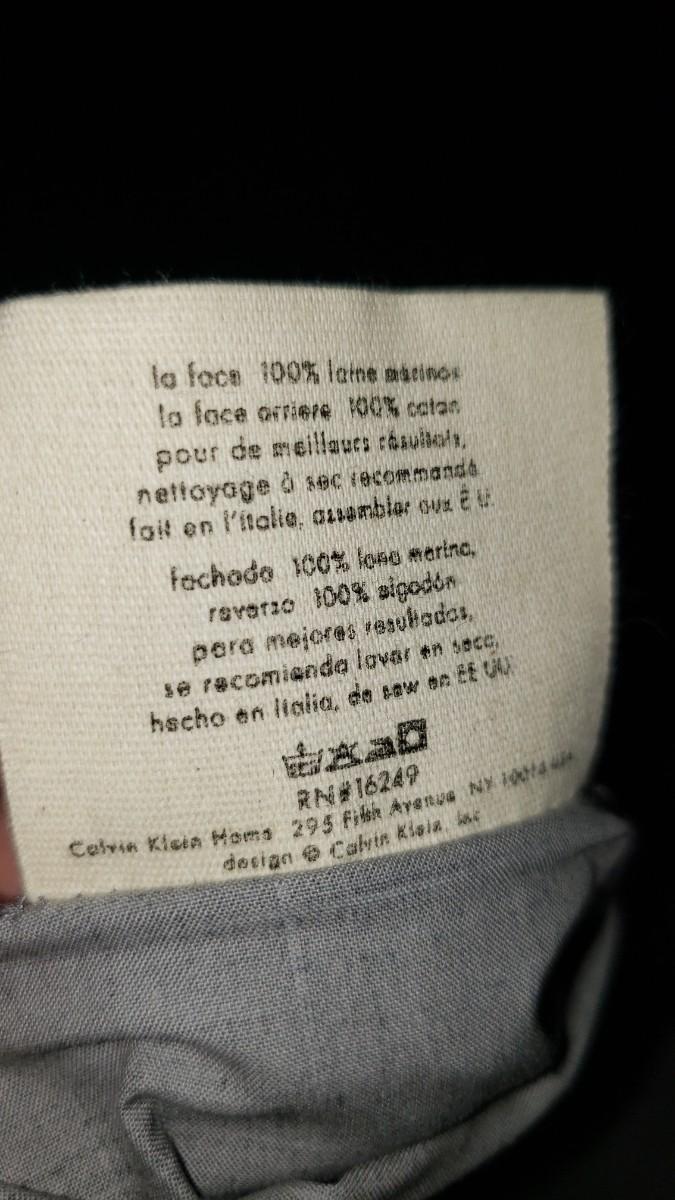 la face 100% laine mérinos
la face arriere 100% coton
pour de meilleurs résultats,
nettoyage à sec recommandé
fait en l'italie, assembler aux É U
fachada 100% lana merino,
reverso 100% algodón
para mejores resultados,
se recomienda lavar en seco,
hecho en Italia, de sew en EE UU
RN#16249
Calvin Klein Home 295 Fifth Avenue NY
design © Calvin Klein, Inc